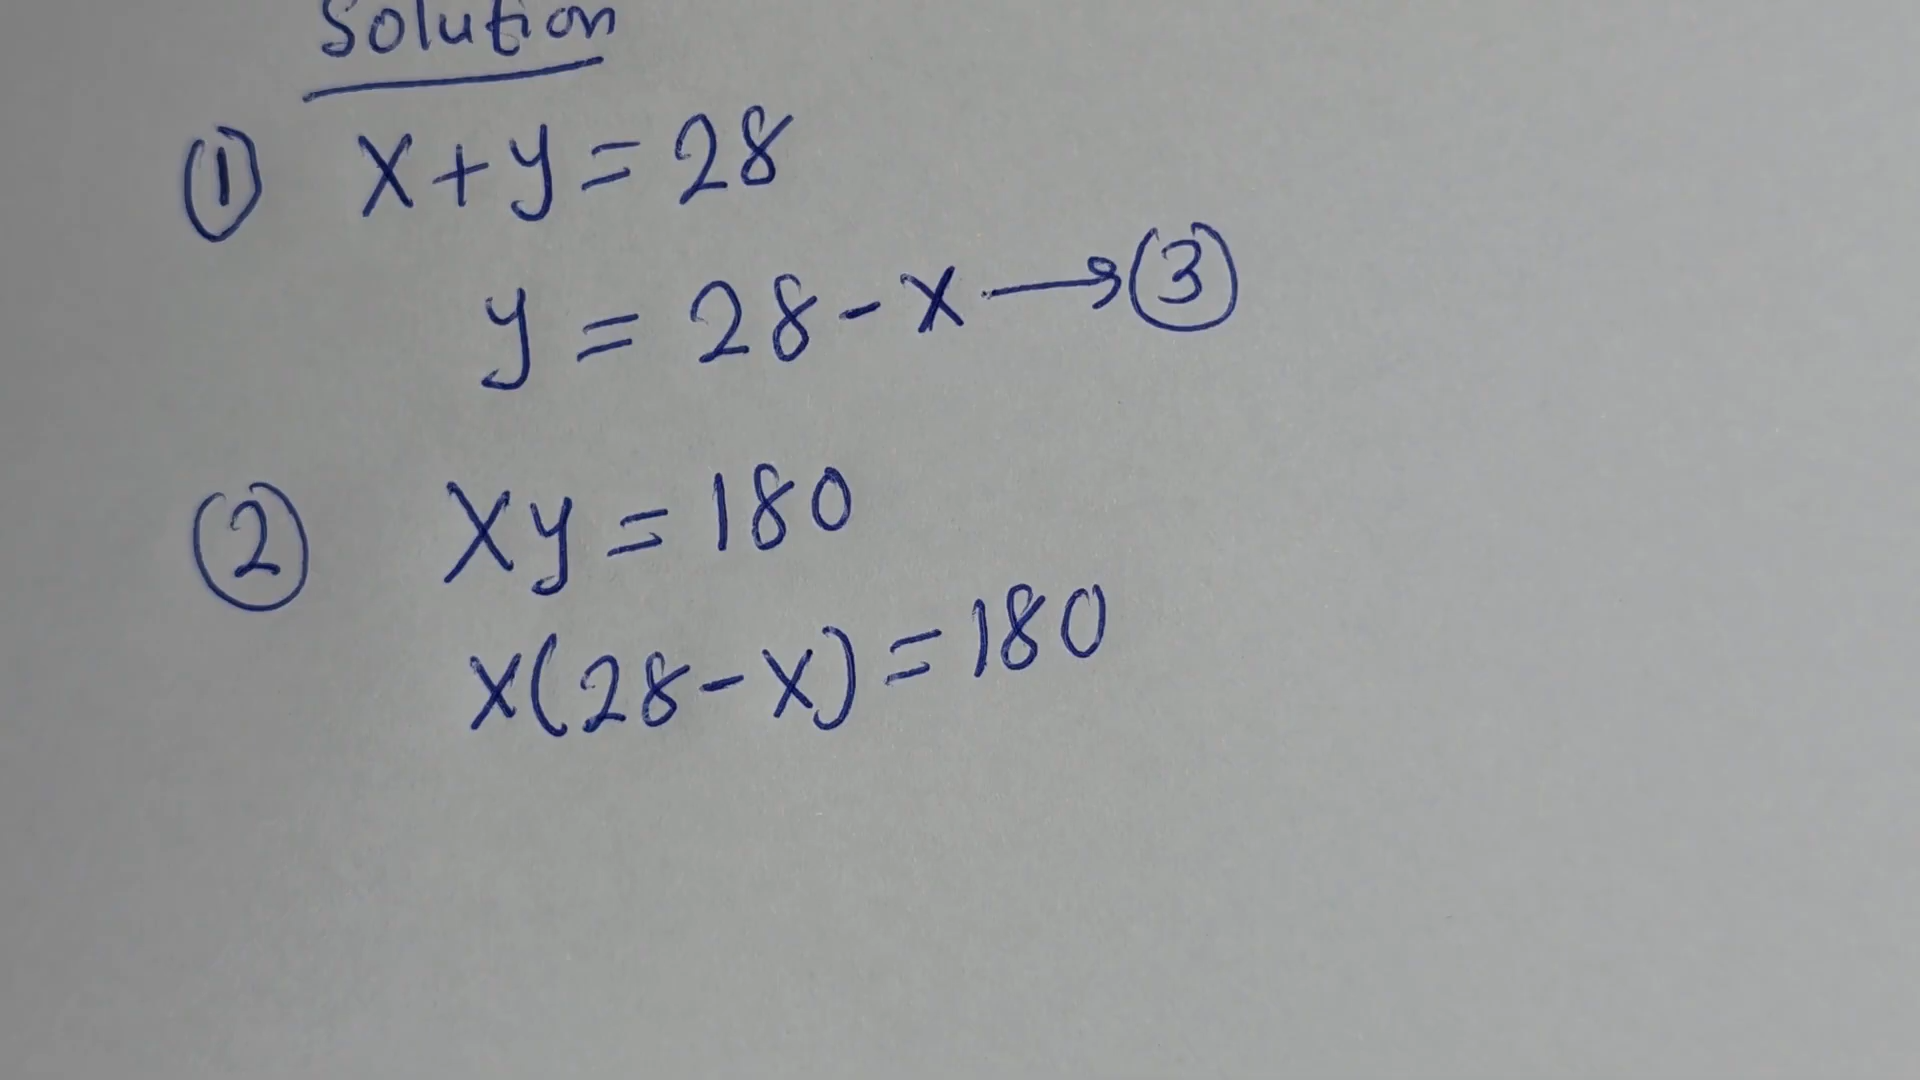 Solution
① x+y=28
y = 28-x → ③
② xy = 180
x(28-x) = 180